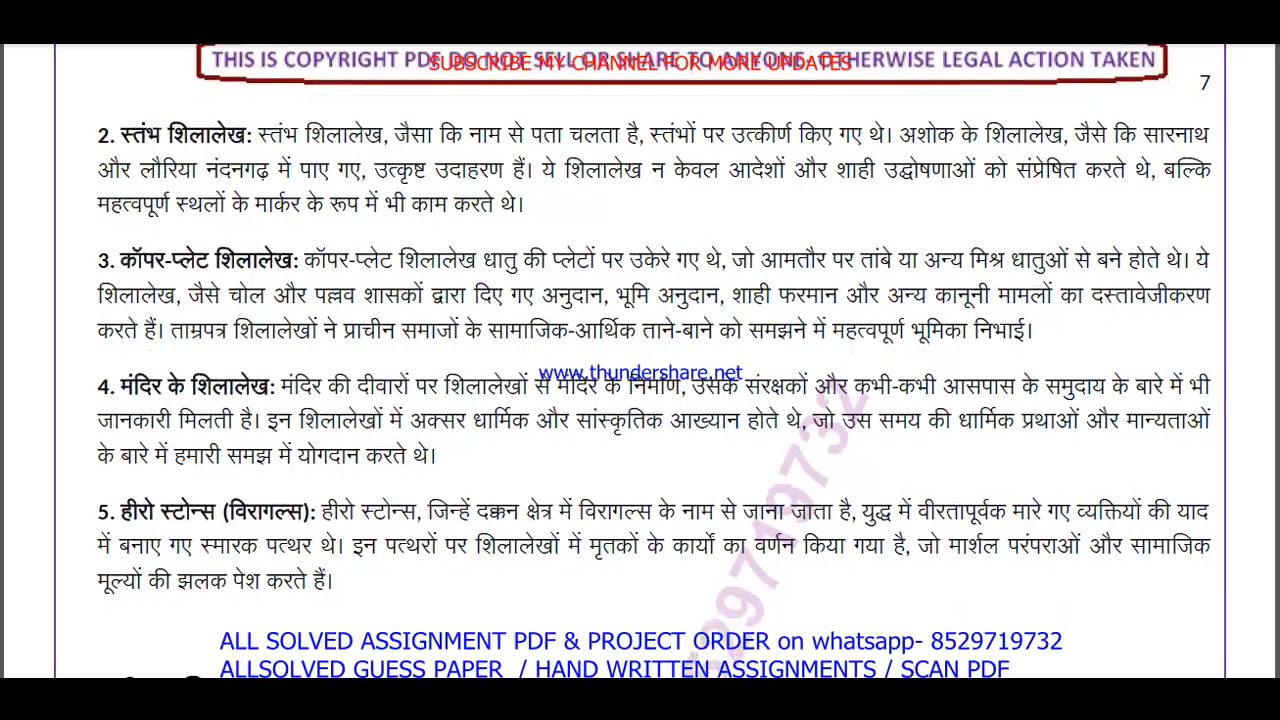 THIS IS COPYRIGHT PDF DO NOT SELL OR SHARE TO ANYONE, OTHERWISE LEGAL ACTION TAKEN
SUBSCRIBE MY CHANNEL FOR MORE UPDATES
7
2. स्तंभ शिलालेख: स्तंभ शिलालेख, जैसा कि नाम से पता चलता है, स्तंभों पर उत्कीर्ण किए गए थे। अशोक के शिलालेख, जैसे कि सारनाथ
और लौरिया नंदनगढ़ में पाए गए, उत्कृष्ट उदाहरण हैं। ये शिलालेख न केवल आदेशों और शाही उद्घोषणाओं को संप्रेषित करते थे, बल्कि
महत्वपूर्ण स्थलों के मार्कर के रूप में भी काम करते थे।
3. कॉपर-प्लेट शिलालेख: कॉपर-प्लेट शिलालेख धातु की प्लेटों पर उकेरे गए थे, जो आमतौर पर तांबे या अन्य मिश्र धातुओं से बने होते थे। ये
शिलालेख, जैसे चोल और पल्लव शासकों द्वारा दिए गए अनुदान, भूमि अनुदान, शाही फरमान और अन्य कानूनी मामलों का दस्तावेजीकरण
करते हैं। ताम्रपत्र शिलालेखों ने प्राचीन समाजों के सामाजिक-आर्थिक ताने-बाने को समझने में महत्वपूर्ण भूमिका निभाई।
www.thundershare.net
4. मंदिर के शिलालेख: मंदिर की दीवारों पर शिलालेखों से मंदिर के निर्माण, उसके संरक्षकों और कभी-कभी आसपास के समुदाय के बारे में भी
जानकारी मिलती है। इन शिलालेखों में अक्सर धार्मिक और सांस्कृतिक आख्यान होते थे, जो उस समय की धार्मिक प्रथाओं और मान्यताओं
के बारे में हमारी समझ में योगदान करते थे।
5. हीरो स्टोन्स (विरागल्स): हीरो स्टोन्स, जिन्हें दक्कन क्षेत्र में विरागल्स के नाम से जाना जाता है, युद्ध में वीरतापूर्वक मारे गए व्यक्तियों की याद
में बनाए गए स्मारक पत्थर थे। इन पत्थरों पर शिलालेखों में मृतकों के कार्यों का वर्णन किया गया है, जो मार्शल परंपराओं और सामाजिक
मूल्यों की झलक पेश करते हैं।
ALL SOLVED ASSIGNMENT PDF & PROJECT ORDER on whatsapp- 8529719732
ALLSOLVED GUESS PAPER / HAND WRITTEN ASSIGNMENTS / SCAN PDF